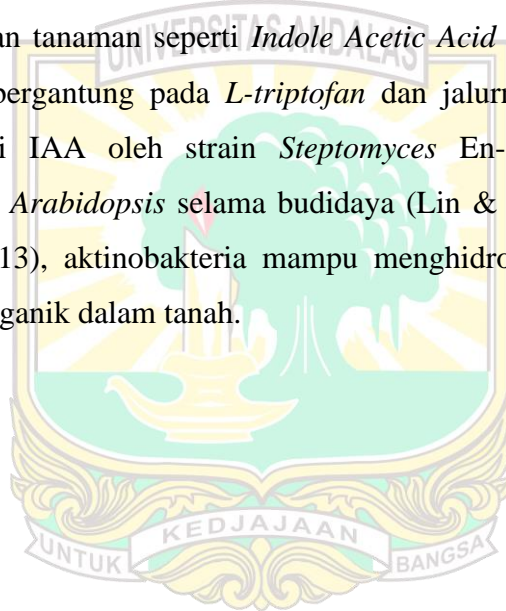 an tanaman seperti Indole Acetic Acid
bergantung pada L-triptofan dan jalur
i IAA oleh strain Steptomyces En-
Arabidopsis selama budidaya (Lin &
13), aktinobakteria mampu menghidro
ganik dalam tanah.
UNIVERSITAS ANDALAS
KEDJAJAAN
UNTUK
BANGSA